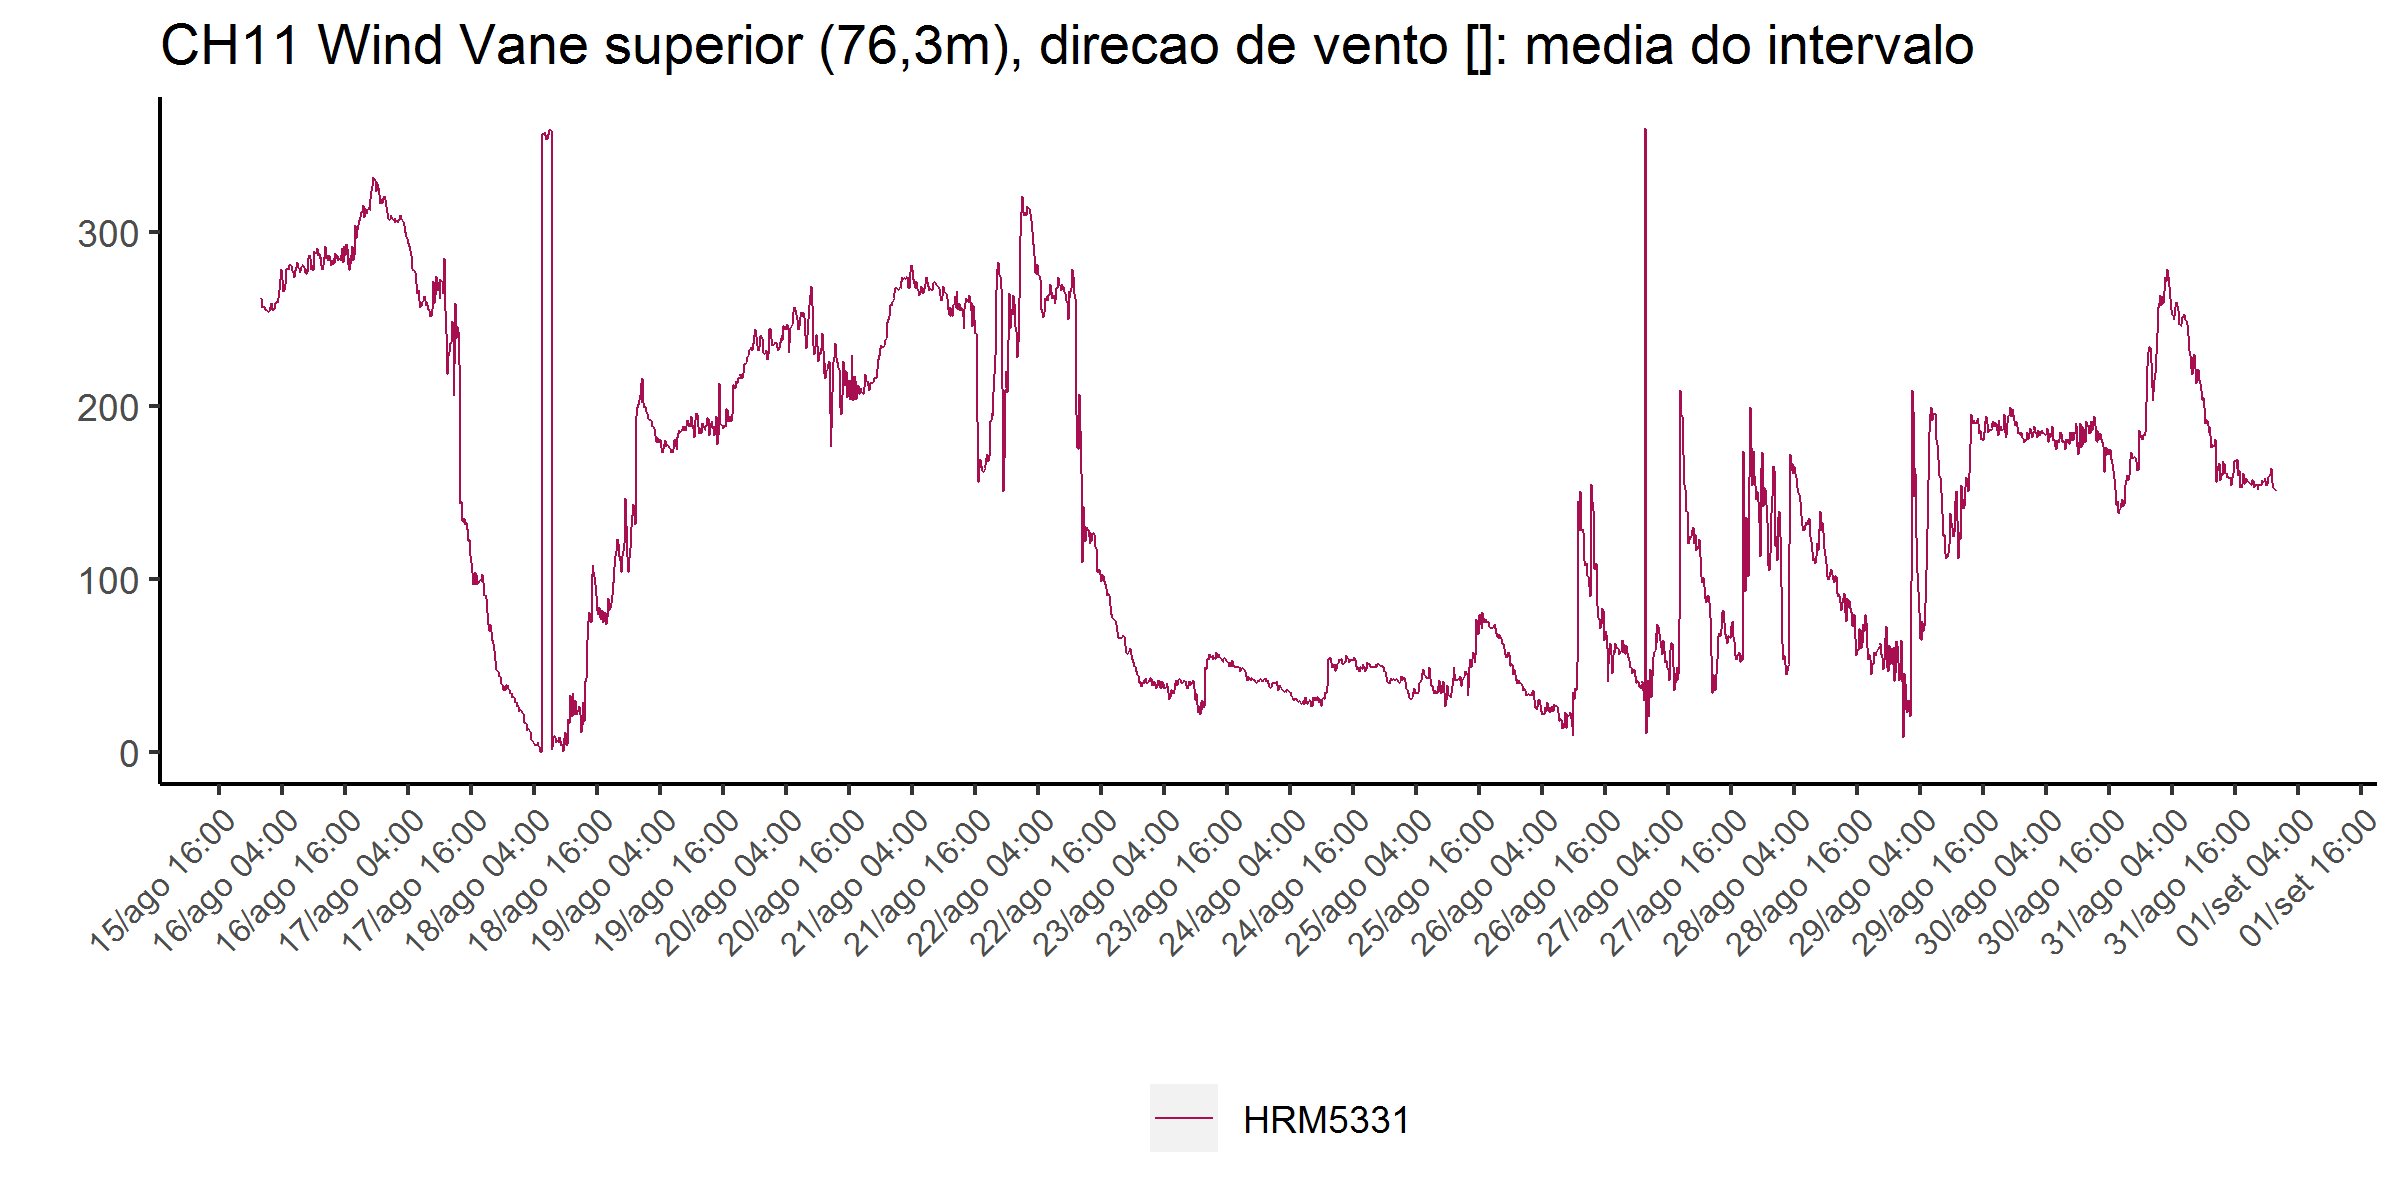 CH11 Wind Vane superior (76,3m), direcao de vento []: media do intervalo
300
200
100
0
15/ago 16:00
16/ago 04:00
16/ago 16:00
17/ago 04:00
17/ago 16:00
18/ago 04:00
18/ago 16:00
19/ago 04:00
19/ago 16:00
20/ago 04:00
20/ago 16:00
21/ago 04:00
21/ago 16:00
22/ago 04:00
22/ago 16:00
23/ago 04:00
23/ago 16:00
24/ago 04:00
24/ago 16:00
25/ago 04:00
25/ago 16:00
26/ago 04:00
26/ago 16:00
27/ago 04:00
27/ago 16:00
28/ago 04:00
28/ago 16:00
29/ago 04:00
29/ago 16:00
30/ago 04:00
30/ago 16:00
31/ago 04:00
31/ago 16:00
01/set 04:00
01/set 16:00
HRM5331